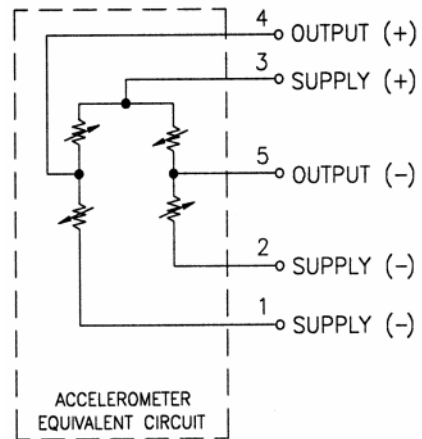 4 OUTPUT (+)
3 SUPPLY (+)
5 OUTPUT (-)
2 SUPPLY (-)
1 SUPPLY (-)
ACCELEROMETER
EQUIVALENT CIRCUIT